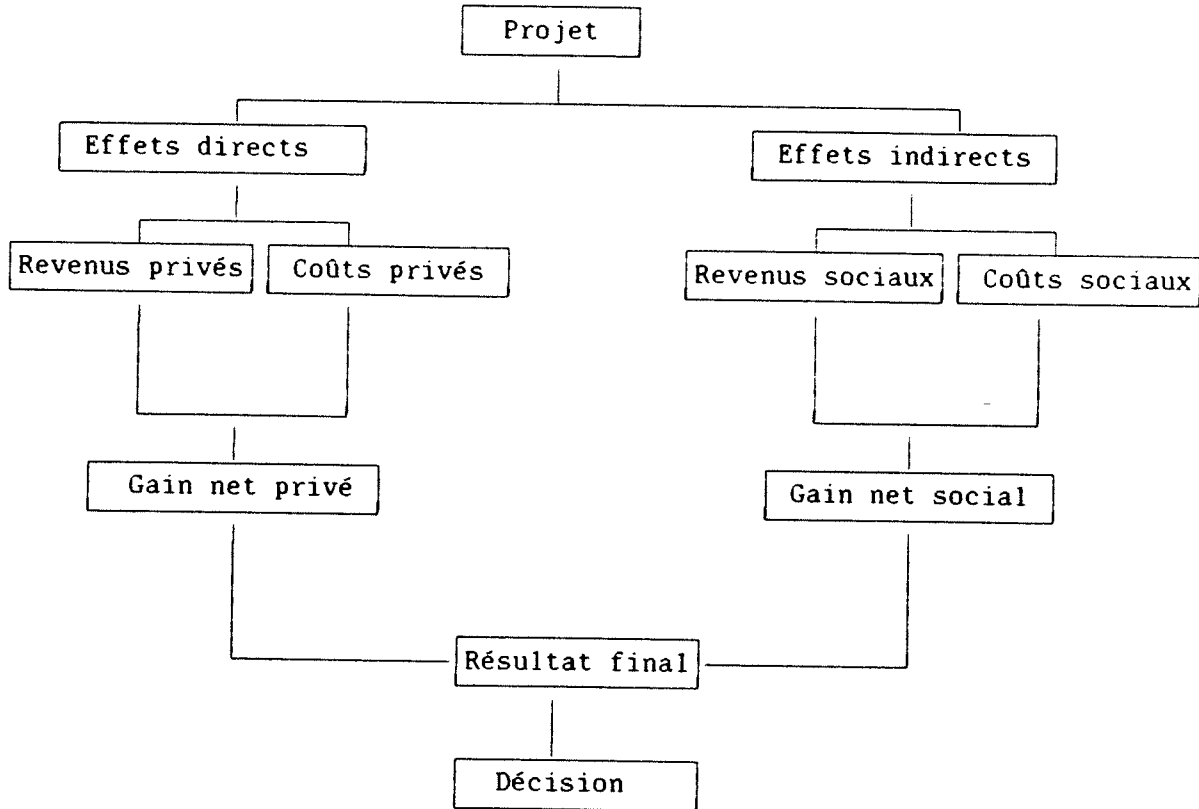 Projet
Effets directs
Effets indirects
Revenus privés
Coûts privés
Revenus sociaux
Coûts sociaux
Gain net privé
Gain net social
Résultat final
Décision